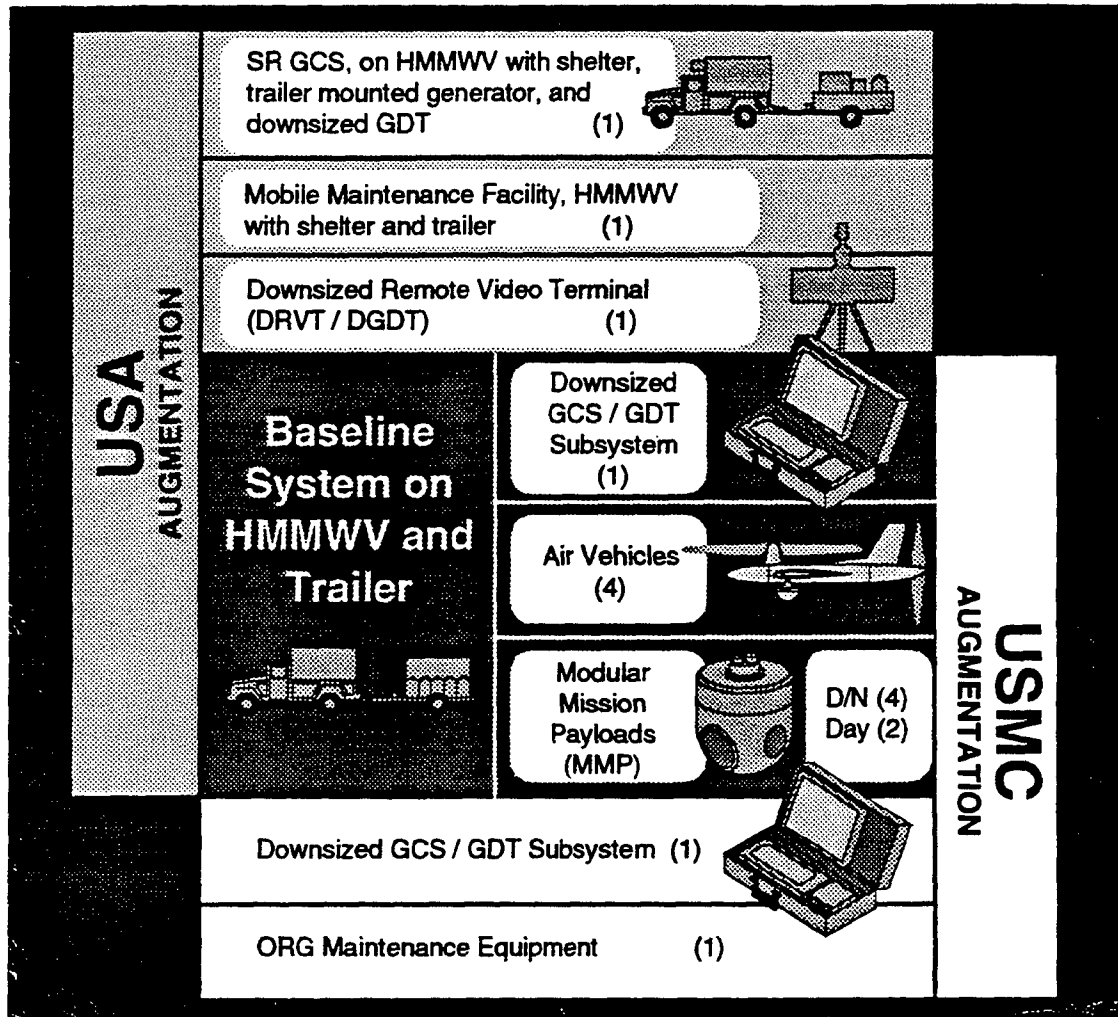 USA
AUGMENTATION
SR GCS, on HMMWV with shelter,
trailer mounted generator, and
downsized GDT (1)
Mobile Maintenance Facility, HMMWV
with shelter and trailer (1)
Downsized Remote Video Terminal
(DRVT / DGDT) (1)
Baseline
System on
HMMWV and
Trailer
Downsized
GCS / GDT
Subsystem
(1)
Air Vehicles
(4)
Modular
Mission
Payloads
(MMP)
D/N (4)
Day (2)
USMC
AUGMENTATION
Downsized GCS / GDT Subsystem (1)
ORG Maintenance Equipment (1)